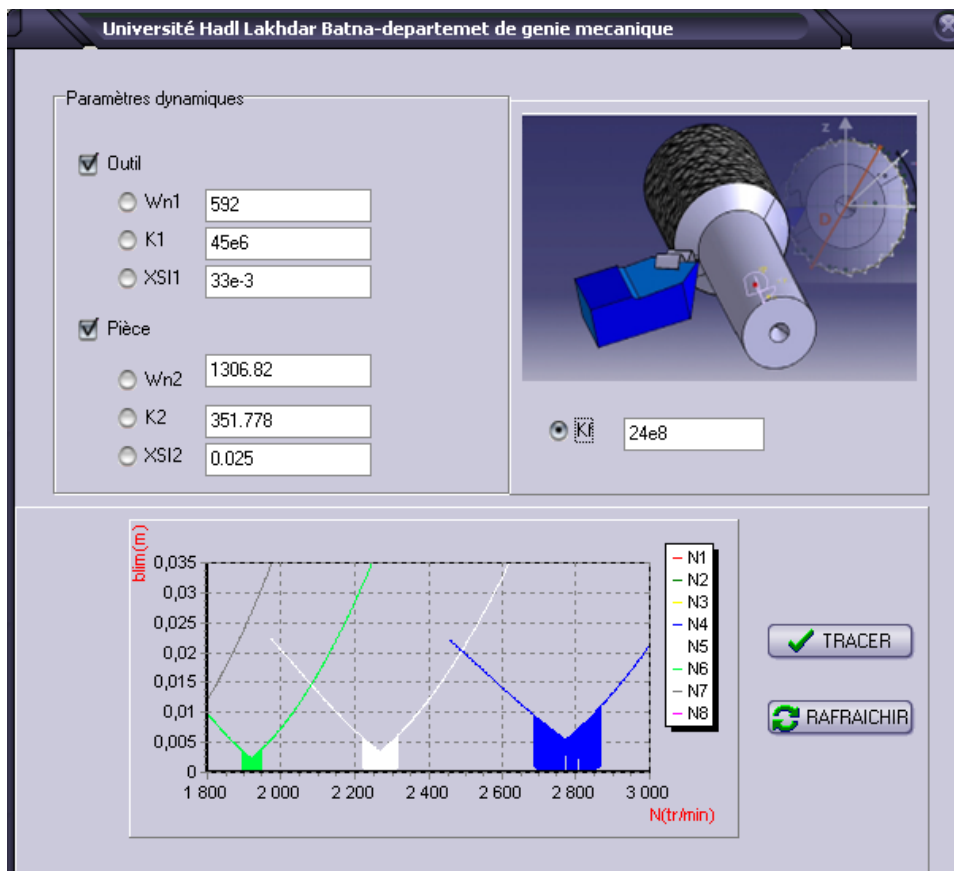 Université Hadl Lakhdar Batna-departemet de genie mecanique
Paramètres dynamiques
Outil
Wn1 592
K1 45e6
XSI1 33e-3
Pièce
Wn2 1306.82
K2 351.778
XSI2 0.025
z
D
Kf 24e8
blim(m)
0,035
0,03
0,025
0,02
0,015
0,01
0,005
0
1 800 2 000 2 200 2 400 2 600 2 800 3 000
N(tr/min)
N1
N2
N3
N4
N5
N6
N7
N8
TRACER
RAFRAICHIR